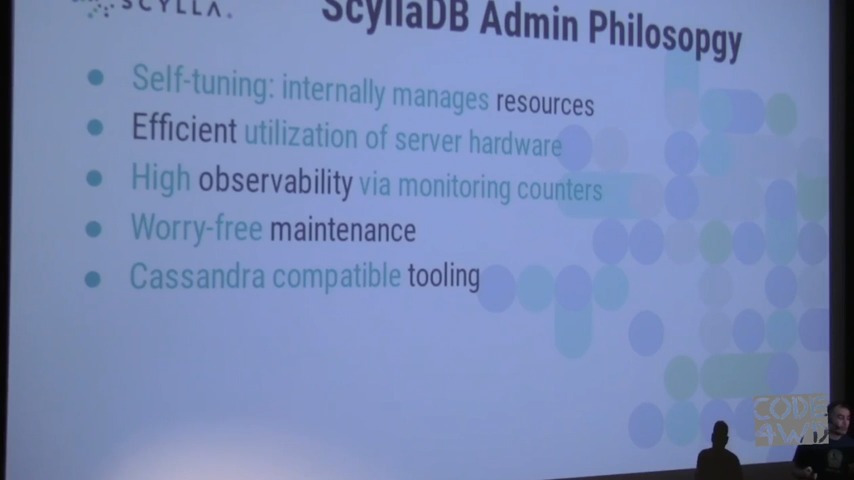 SCYLLA.
ScyllaDB Admin Philosopgy
Self-tuning: internally manages resources
Efficient utilization of server hardware
High observability via monitoring counters
Worry-free maintenance
Cassandra compatible tooling
CODE